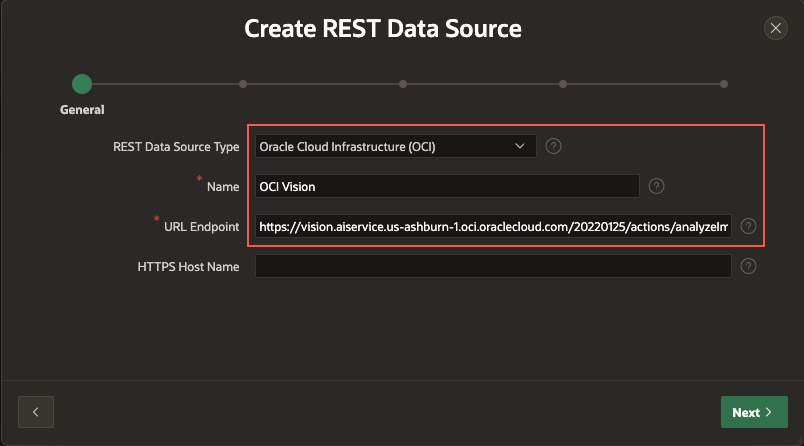 Create REST Data Source
General
REST Data Source Type Oracle Cloud Infrastructure (OCI) ?
* Name OCI Vision ?
* URL Endpoint https://vision.aiservice.us-ashburn-1.oci.oraclecloud.com/20220125/actions/analyzeIm ?
HTTPS Host Name ?
Next